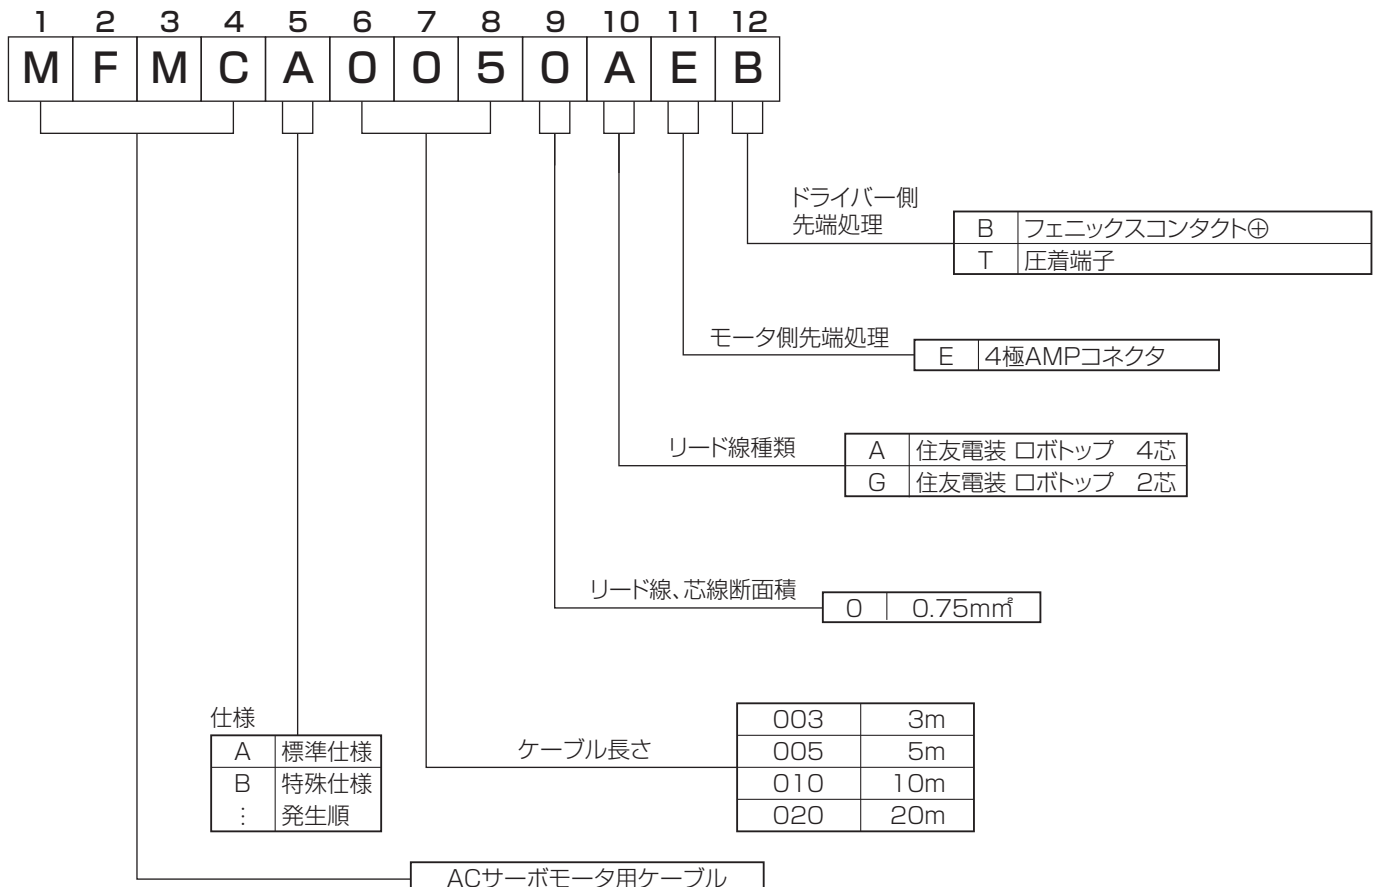 1 2 3 4 5 6 7 8 9 10 11 12
M F M C A 0 0 5 0 A E B
ドライバー側
先端処理
B フェニックスコンタクト⊕
T 圧着端子
モータ側先端処理
E 4極AMPコネクタ
リード線種類
A 住友電装 ロボトップ 4芯
G 住友電装 ロボトップ 2芯
リード線、芯線断面積
0 0.75mm²
仕様
A 標準仕様
B 特殊仕様
⋮ 発生順
ケーブル長さ
003 3m
005 5m
010 10m
020 20m
ACサーボモータ用ケーブル